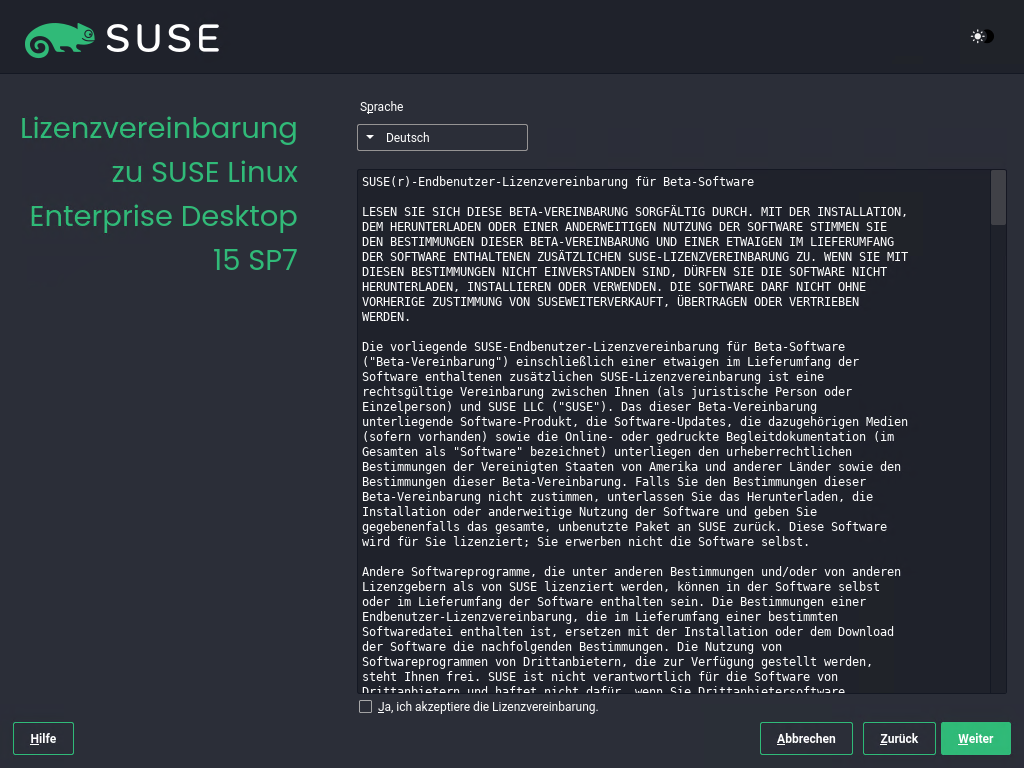 SUSE
Lizenzvereinbarung
zu SUSE Linux
Enterprise Desktop
15 SP7
Sprache
Deutsch
SUSE(r)-Endbenutzer-Lizenzvereinbarung für Beta-Software
LESEN SIE SICH DIESE BETA-VEREINBARUNG SORGFÄLTIG DURCH. MIT DER INSTALLATION,
DEM HERUNTERLADEN ODER EINER ANDERWEITIGEN NUTZUNG DER SOFTWARE STIMMEN SIE
DEN BESTIMMUNGEN DIESER BETA-VEREINBARUNG UND EINER ETWAIGEN IM LIEFERUMFANG
DER SOFTWARE ENTHALTENEN ZUSÄTZLICHEN SUSE-LIZENZVEREINBARUNG ZU. WENN SIE MIT
DIESEN BESTIMMUNGEN NICHT EINVERSTANDEN SIND, DÜRFEN SIE DIE SOFTWARE NICHT
HERUNTERLADEN, INSTALLIEREN ODER VERWENDEN. DIE SOFTWARE DARF NICHT OHNE
VORHERIGE ZUSTIMMUNG VON SUSEWEITERVERKAUFT, ÜBERTRAGEN ODER VERTRIEBEN
WERDEN.
Die vorliegende SUSE-Endbenutzer-Lizenzvereinbarung für Beta-Software
("Beta-Vereinbarung") einschließlich einer etwaigen im Lieferumfang der
Software enthaltenen zusätzlichen SUSE-Lizenzvereinbarung ist eine
rechtsgültige Vereinbarung zwischen Ihnen (als juristische Person oder
Einzelperson) und SUSE LLC ("SUSE"). Das dieser Beta-Vereinbarung
unterliegende Software-Produkt, die Software-Updates, die dazugehörigen Medien
(sofern vorhanden) sowie die Online- oder gedruckte Begleitdokumentation (im
Gesamten als "Software" bezeichnet) unterliegen den urheberrechtlichen
Bestimmungen der Vereinigten Staaten von Amerika und anderer Länder sowie den
Bestimmungen dieser Beta-Vereinbarung. Falls Sie den Bestimmungen dieser
Beta-Vereinbarung nicht zustimmen, unterlassen Sie das Herunterladen, die
Installation oder anderweitige Nutzung der Software und geben Sie
gegebenenfalls das gesamte, unbenutzte Paket an SUSE zurück. Diese Software
wird für Sie lizenziert; Sie erwerben nicht die Software selbst.
Andere Softwareprogramme, die unter anderen Bestimmungen und/oder von anderen
Lizenzgebern als von SUSE lizenziert werden, können in der Software selbst
oder im Lieferumfang der Software enthalten sein. Die Bestimmungen einer
Endbenutzer-Lizenzvereinbarung, die im Lieferumfang einer bestimmten
Softwaredatei enthalten ist, ersetzen mit der Installation oder dem Download
der Software die nachfolgenden Bestimmungen. Die Nutzung von
Softwareprogrammen von Drittanbietern, die zur Verfügung gestellt werden,
steht Ihnen frei. SUSE ist nicht verantwortlich für die Software von
Drittanbietern und haftet nicht dafür, wenn Sie Drittanbietersoftware
Ja, ich akzeptiere die Lizenzvereinbarung.
Hilfe
Abbrechen
Zurück
Weiter